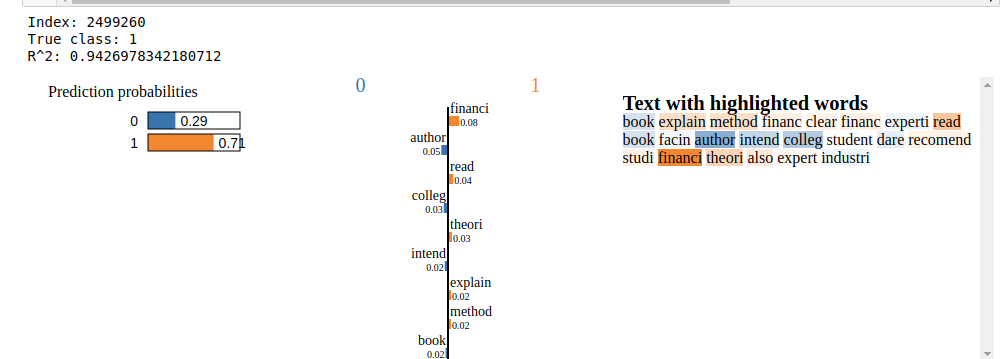 Index: 2499260
True class: 1
R^2: 0.9426978342180712
Prediction probabilities
0 0.29
1 0.71
0 1
financi
0.08
author
0.05
read
0.04
colleg
0.03
theori
0.03
intend
0.02
explain
0.02
method
0.02
book
0.02
Text with highlighted words
book explain method financ clear financ experti read
book facin author intend colleg student dare recomend
studi financi theori also expert industri